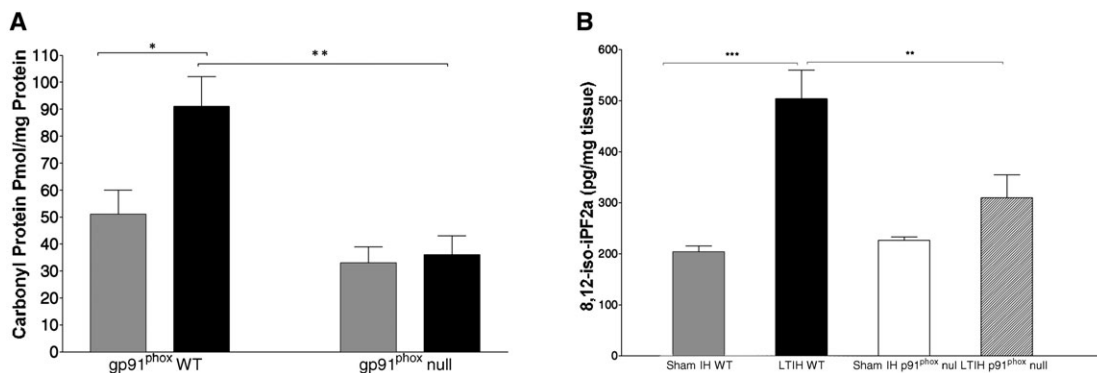 A
*
**
110
100
90
80
70
60
50
40
30
20
10
0
Carbonyl Protein Pmol/mg Protein
gp91phox WT
gp91phox null
B
***
**
600
500
400
300
200
100
0
8,12-iso-iPF2a (pg/mg tissue)
Sham IH WT
LTIH WT
Sham IH p91phox nul
LTIH p91phox null